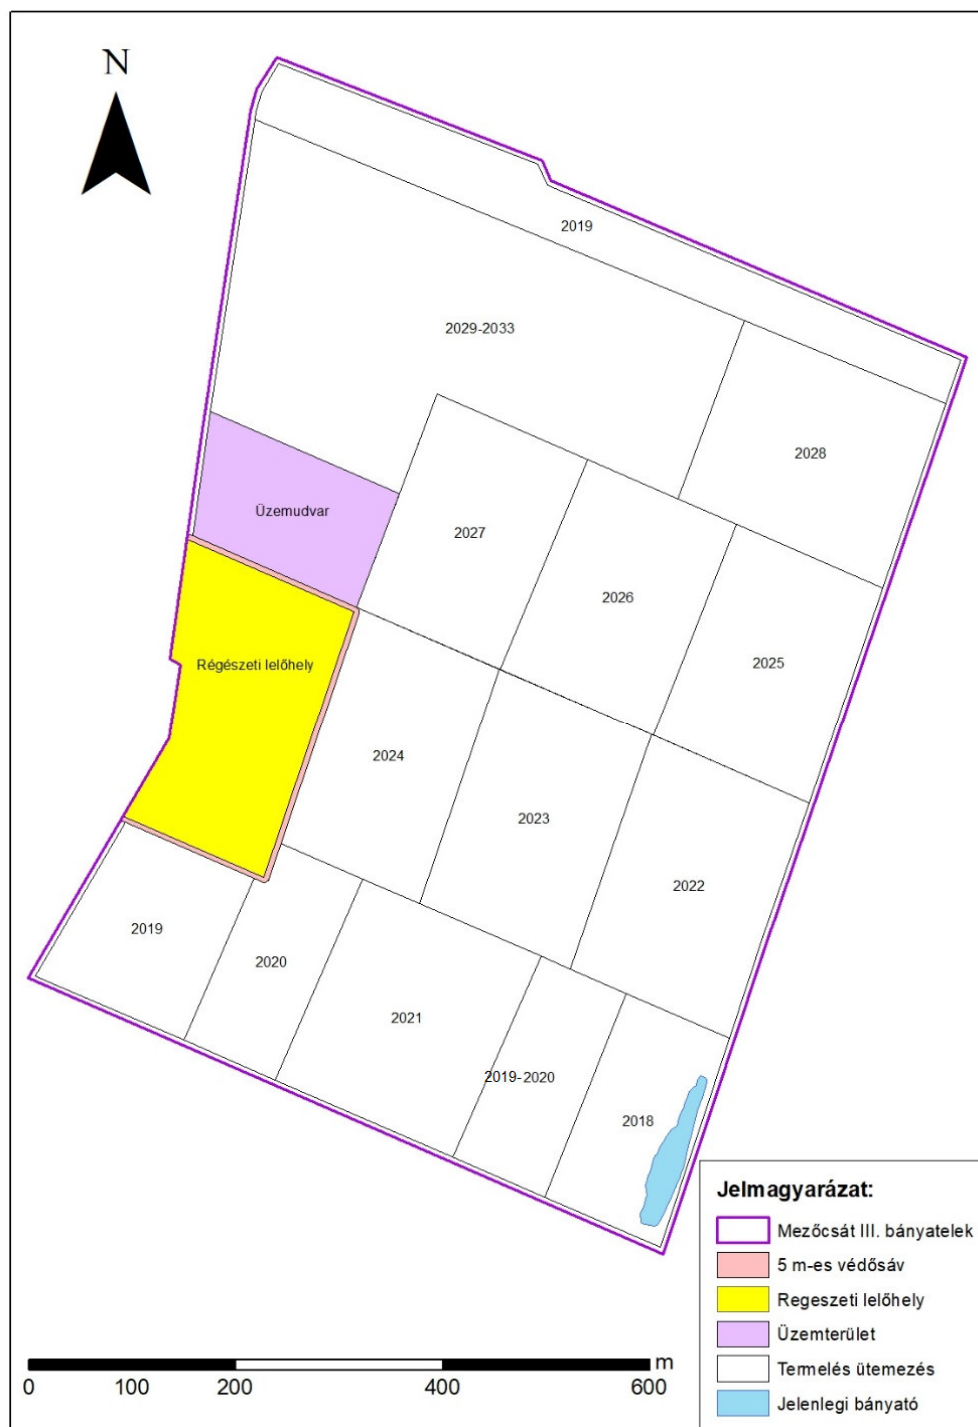 N
2019
2029-2033
2028
Üzemudvar
2027
2026
2025
Régészeti lelőhely
2024
2023
2022
2019
2020
2021
2019-2020
2018
Jelmagyarázat:
Mezőcsát III. bányatelek
5 m-es védősáv
Regeszeti lelőhely
Üzemterület
Termelés ütemezés
Jelenlegi bányató
m
0 100 200 400 600